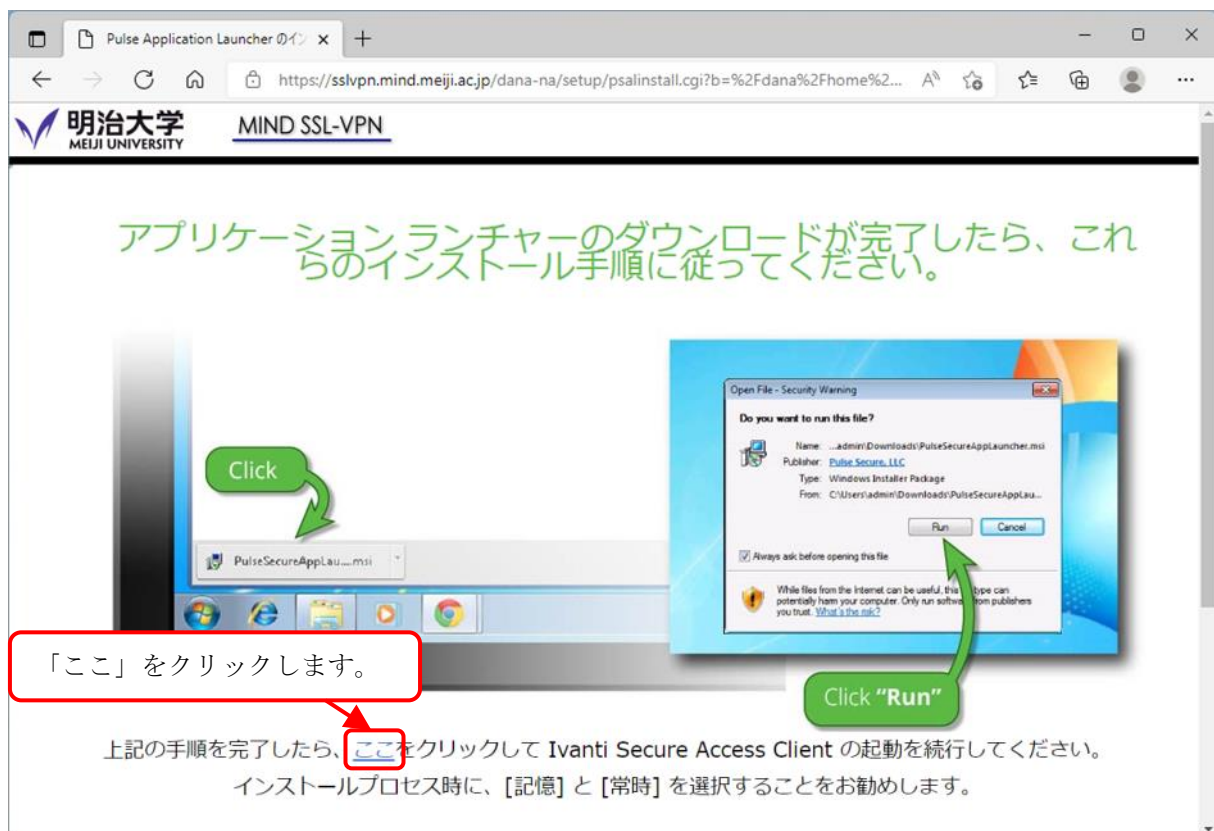 Pulse Application Launcher のイン
https://sslvpn.mind.meiji.ac.jp/dana-na/setup/psalinstall.cgi?b=%2Fdana%2Fhome%2...
明治大学
MEIJI UNIVERSITY
MIND SSL-VPN
アプリケーション ランチャーのダウンロードが完了したら、これ
らのインストール手順に従ってください。
Click
PulseSecureAppLau....msi
Open File - Security Warning
Do you want to run this file?
Name: ...admin\Downloads\PulseSecureAppLauncher.msi
Publisher: Pulse Secure, LLC
Type: Windows Installer Package
From: C:\Users\admin\Downloads\PulseSecureAppLau...
Run Cancel
Always ask before opening this file
While files from the Internet can be useful, this type can
potentially harm your computer. Only run software from publishers
you trust. What's the risk?
Click "Run"
「ここ」をクリックします。
上記の手順を完了したら、ここをクリックして Ivanti Secure Access Client の起動を続行してください。
インストールプロセス時に、[記憶] と [常時] を選択することをお勧めします。